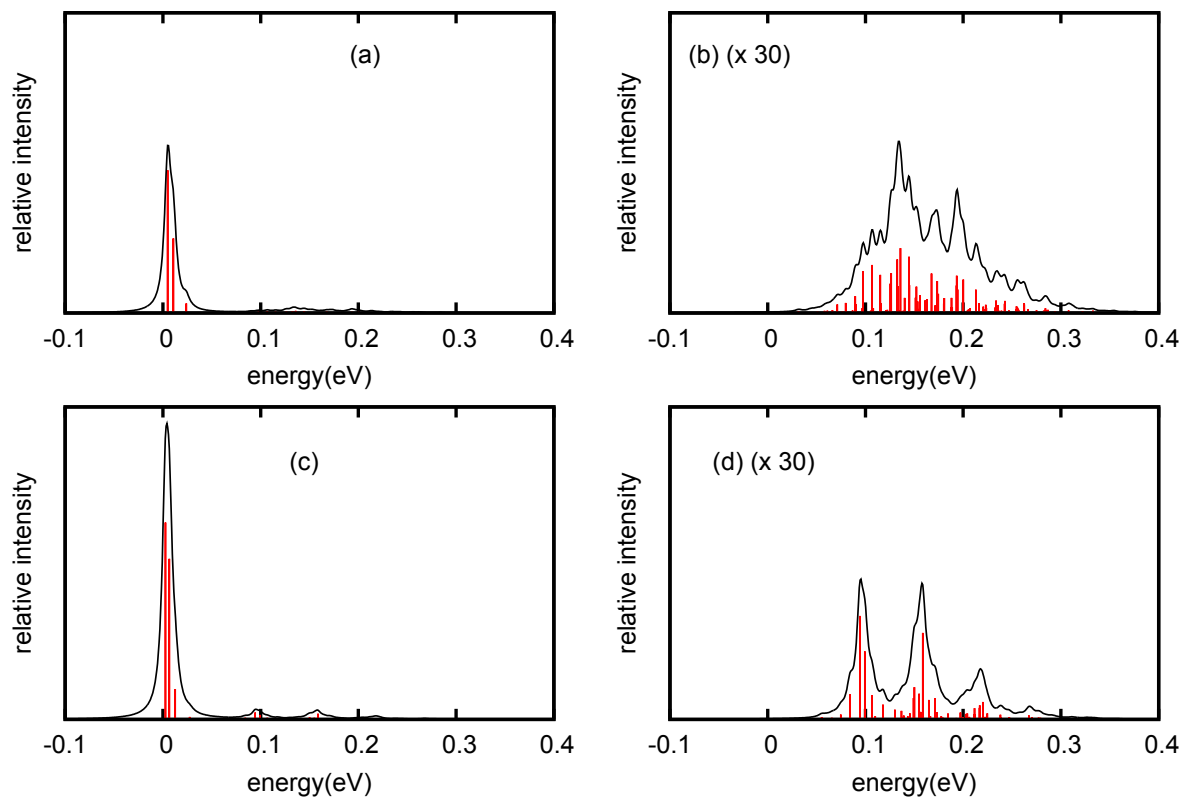 (a)
relative intensity
-0.1 0 0.1 0.2 0.3 0.4
energy(eV)
(b) (x 30)
relative intensity
-0.1 0 0.1 0.2 0.3 0.4
energy(eV)
(c)
relative intensity
-0.1 0 0.1 0.2 0.3 0.4
energy(eV)
(d) (x 30)
relative intensity
-0.1 0 0.1 0.2 0.3 0.4
energy(eV)